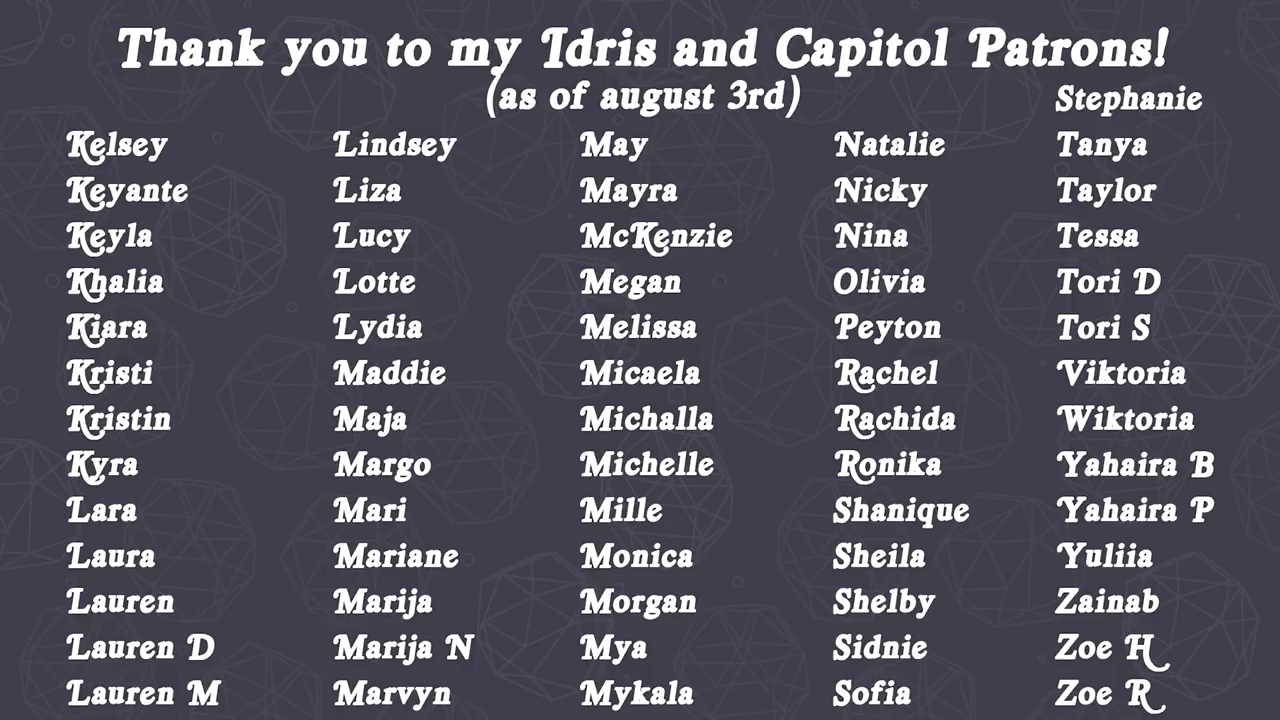 Thank you to my Idris and Capitol Patrons!
(as of august 3rd)
Kelsey
Keyante
Keyla
Khalia
Kiara
Kristi
Kristin
Kyra
Lara
Laura
Lauren
Lauren D
Lauren M
Lindsey
Liza
Lucy
Lotte
Lydia
Maddie
Maja
Margo
Mari
Mariane
Marija
Marija N
Marvyn
May
Mayra
McKenzie
Megan
Melissa
Micaela
Michalla
Michelle
Mille
Monica
Morgan
Mya
Mykala
Natalie
Nicky
Nina
Olivia
Peyton
Rachel
Rachida
Ronika
Shanique
Sheila
Shelby
Sidnie
Sofia
Stephanie
Tanya
Taylor
Tessa
Tori D
Tori S
Viktoria
Wiktoria
Yahaira B
Yahaira P
Yuliia
Zainab
Zoe H
Zoe R